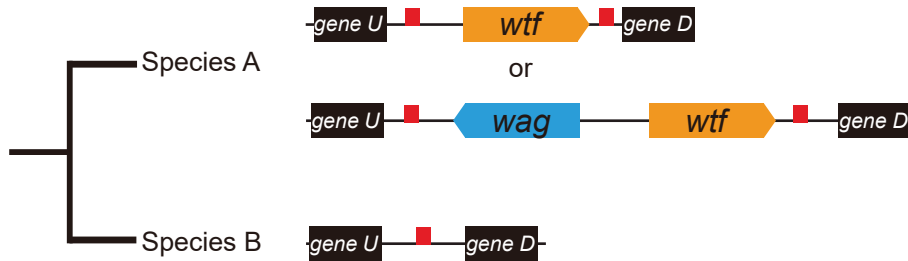 gene U wtf gene D
Species A
or
gene U wag wtf gene D
Species B gene U gene D